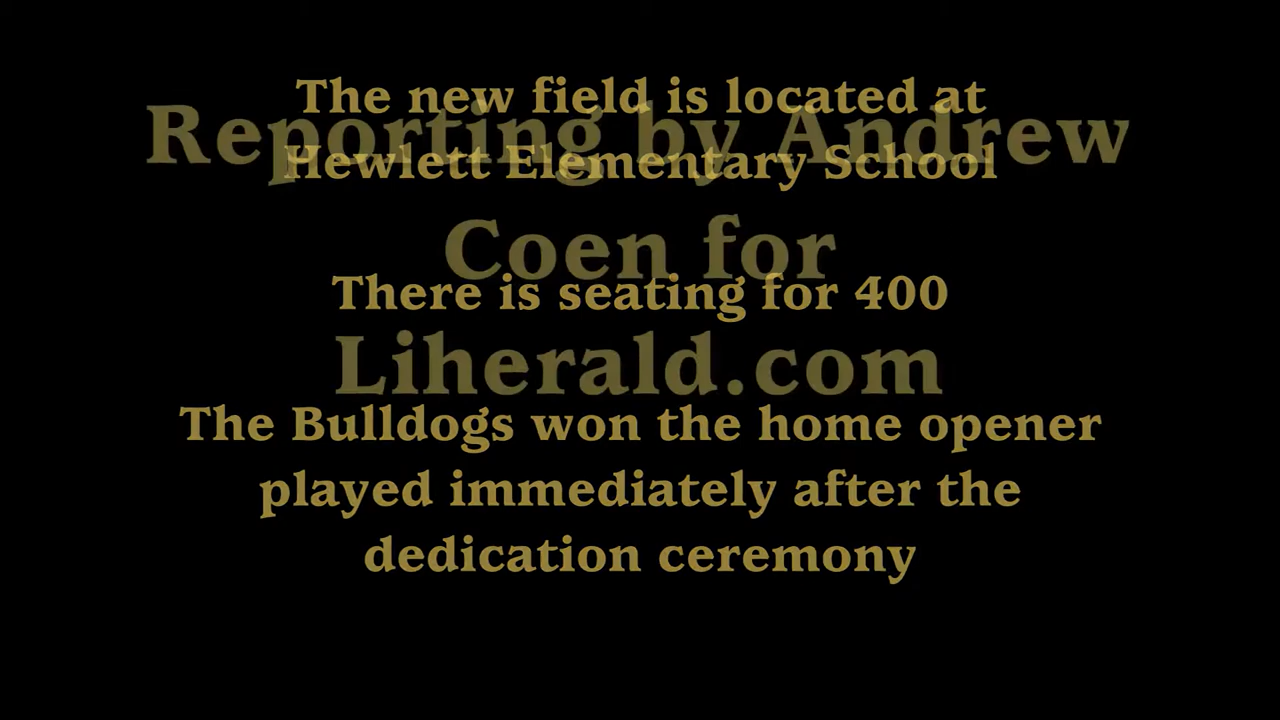 The new field is located at
Hewlett Elementary School
There is seating for 400
The Bulldogs won the home opener
played immediately after the
dedication ceremony
Reporting by Andrew
Coen for
Liherald.com